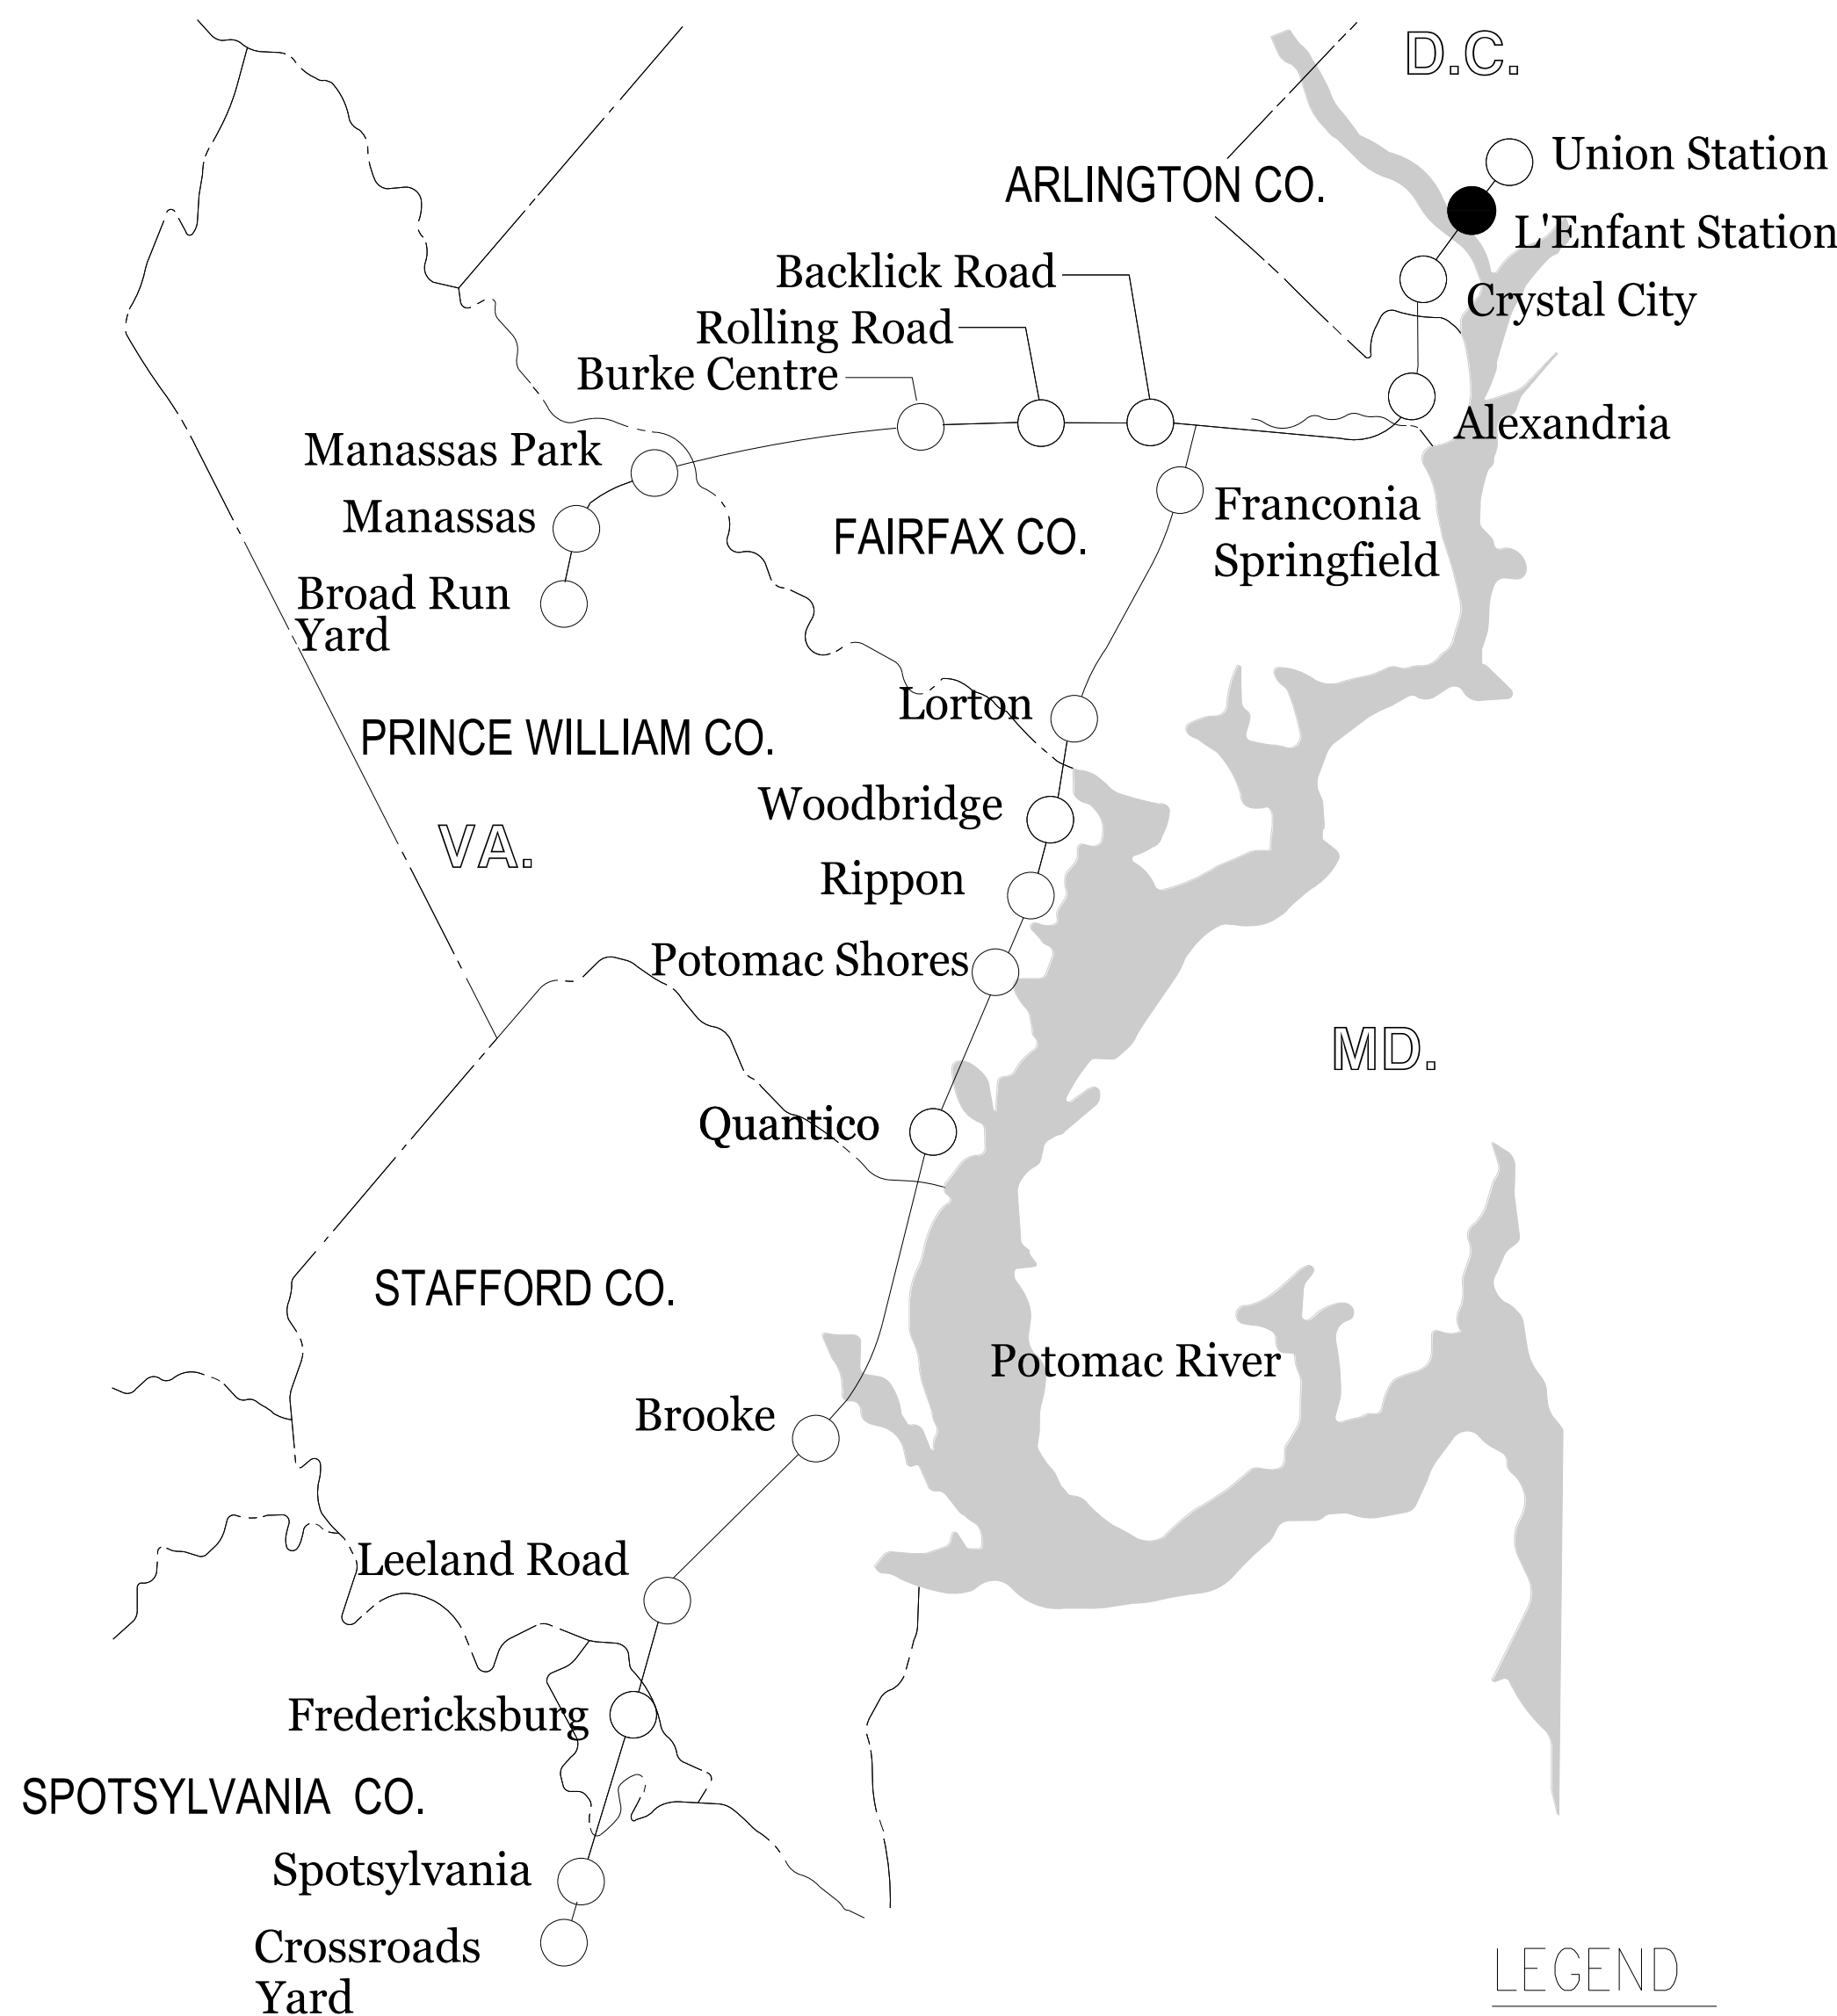 D.C.
Union Station
ARLINGTON CO.
L'Enfant Station
Backlick Road
Crystal City
Rolling Road
Burke Centre
Alexandria
Manassas Park
Manassas
Franconia
Springfield
FAIRFAX CO.
Broad Run
Yard
Lorton
PRINCE WILLIAM CO.
Woodbridge
VA.
Rippon
Potomac Shores
MD.
Quantico
STAFFORD CO.
Potomac River
Brooke
Leeland Road
Fredericksburg
SPOTSYLVANIA CO.
Spotsylvania
Crossroads
Yard
LEGEND